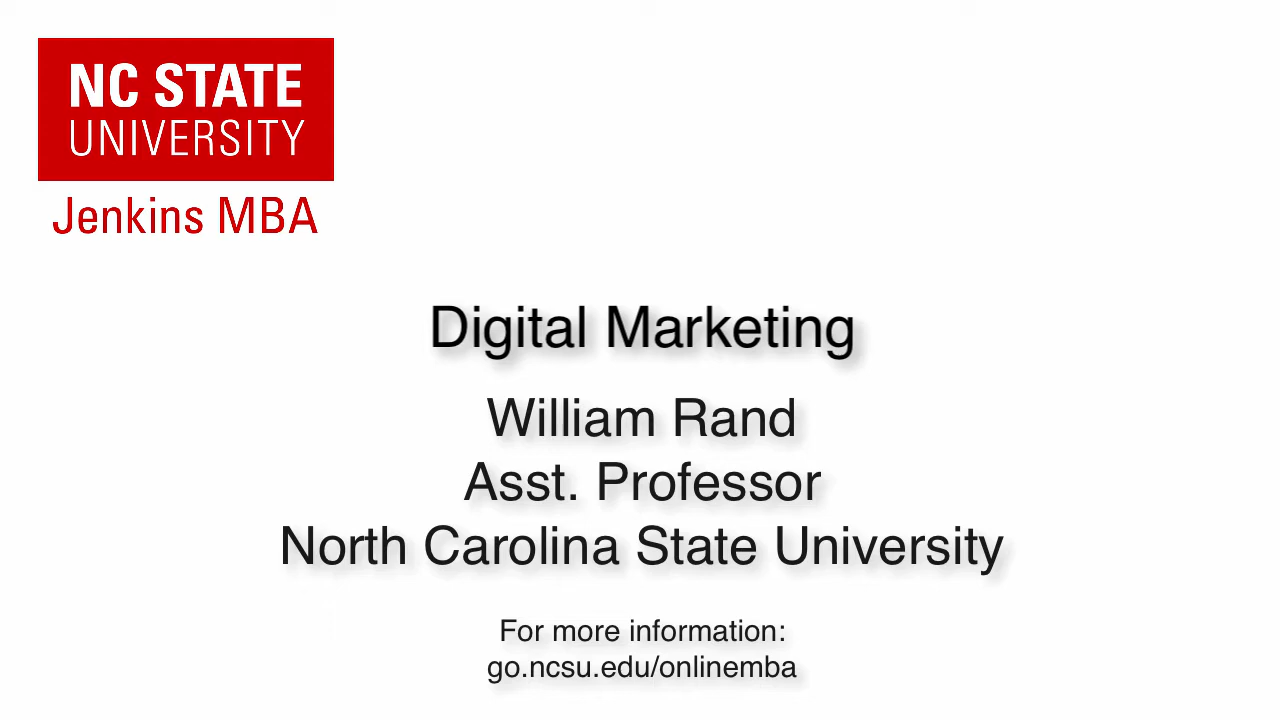 NC STATE
UNIVERSITY
Jenkins MBA
Digital Marketing
William Rand
Asst. Professor
North Carolina State University
For more information:
go.ncsu.edu/onlinemba